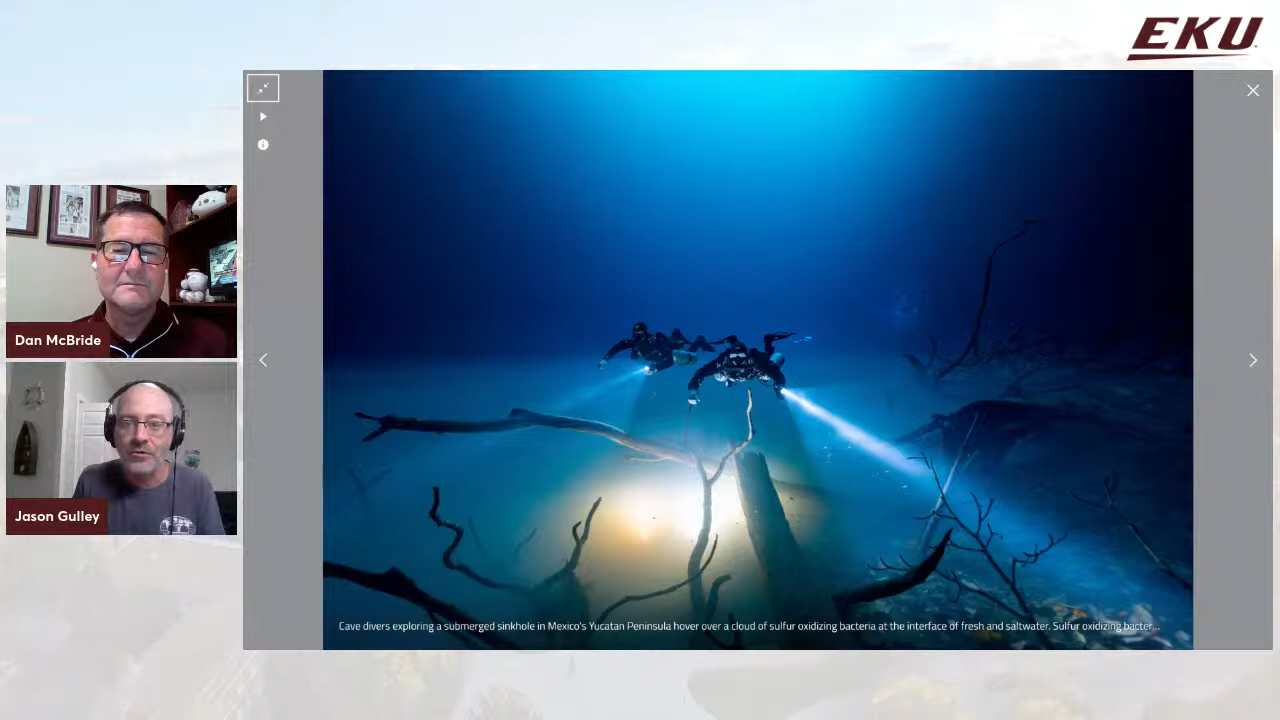 EKU
Dan McBride
Jason Gulley
Cave divers exploring a submerged sinkhole in Mexico's Yucatan Peninsula hover over a cloud of sulfur oxidizing bacteria at the interface of fresh and saltwater. Sulfur oxidizing bacter...